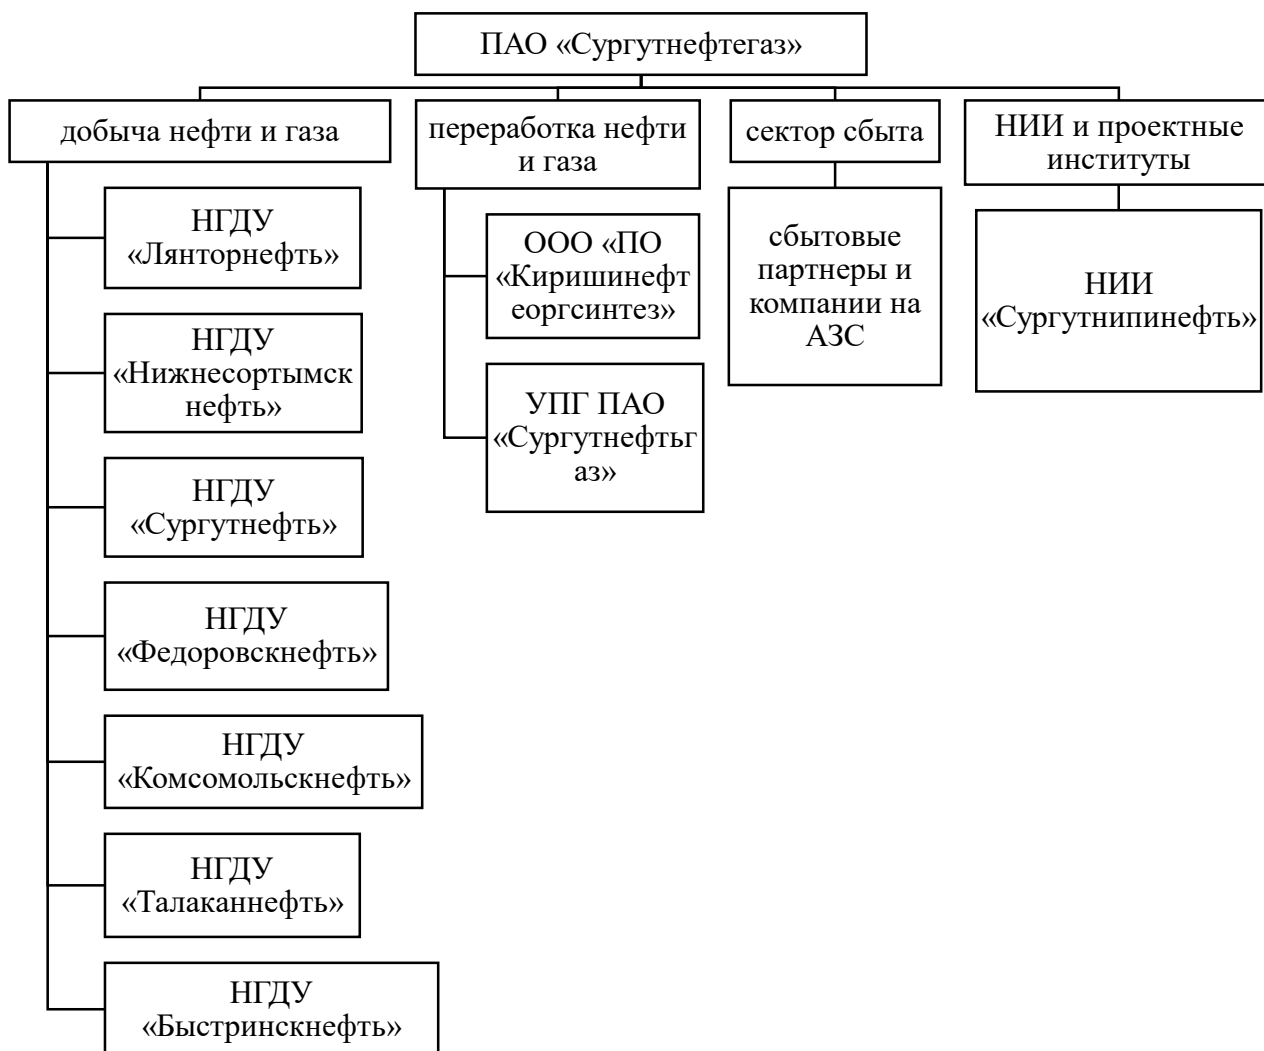 ПАО «Сургутнефтегаз»
добыча нефти и газа
НГДУ
«Лянторнефть»
НГДУ
«Нижнесортымск
нефть»
НГДУ
«Сургутнефть»
НГДУ
«Федоровскнефть»
НГДУ
«Комсомольскнефть»
НГДУ
«Талаканнефть»
НГДУ
«Быстринскнефть»
переработка нефти
и газа
ООО «ПО
«Киришинефт
еоргсинтез»
УПГ ПАО
«Сургутнефтьг
аз»
сектор сбыта
сбытовые
партнеры и
компании на
АЗС
НИИ и проектные
институты
НИИ
«Сургутнипинефть»